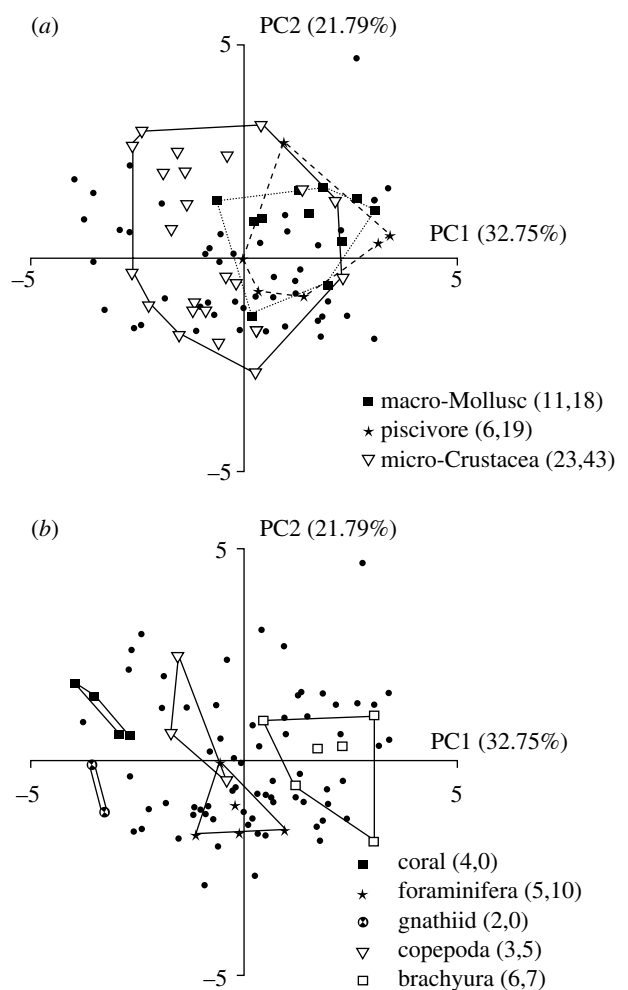 (a) PC2 (21.79%)
5
PC1 (32.75%)
-5 5
macro-Mollusc (11,18)
piscivore (6,19)
micro-Crustacea (23,43)
-5
(b) PC2 (21.79%)
5
PC1 (32.75%)
-5 5
coral (4,0)
foraminifera (5,10)
gnathiid (2,0)
copepoda (3,5)
-5 brachyura (6,7)